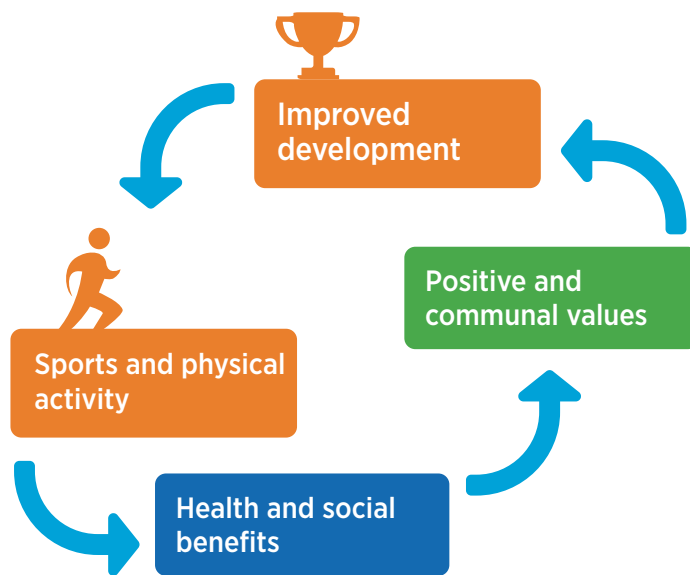 Improved
development
Positive and
communal values
Sports and physical
activity
Health and social
benefits